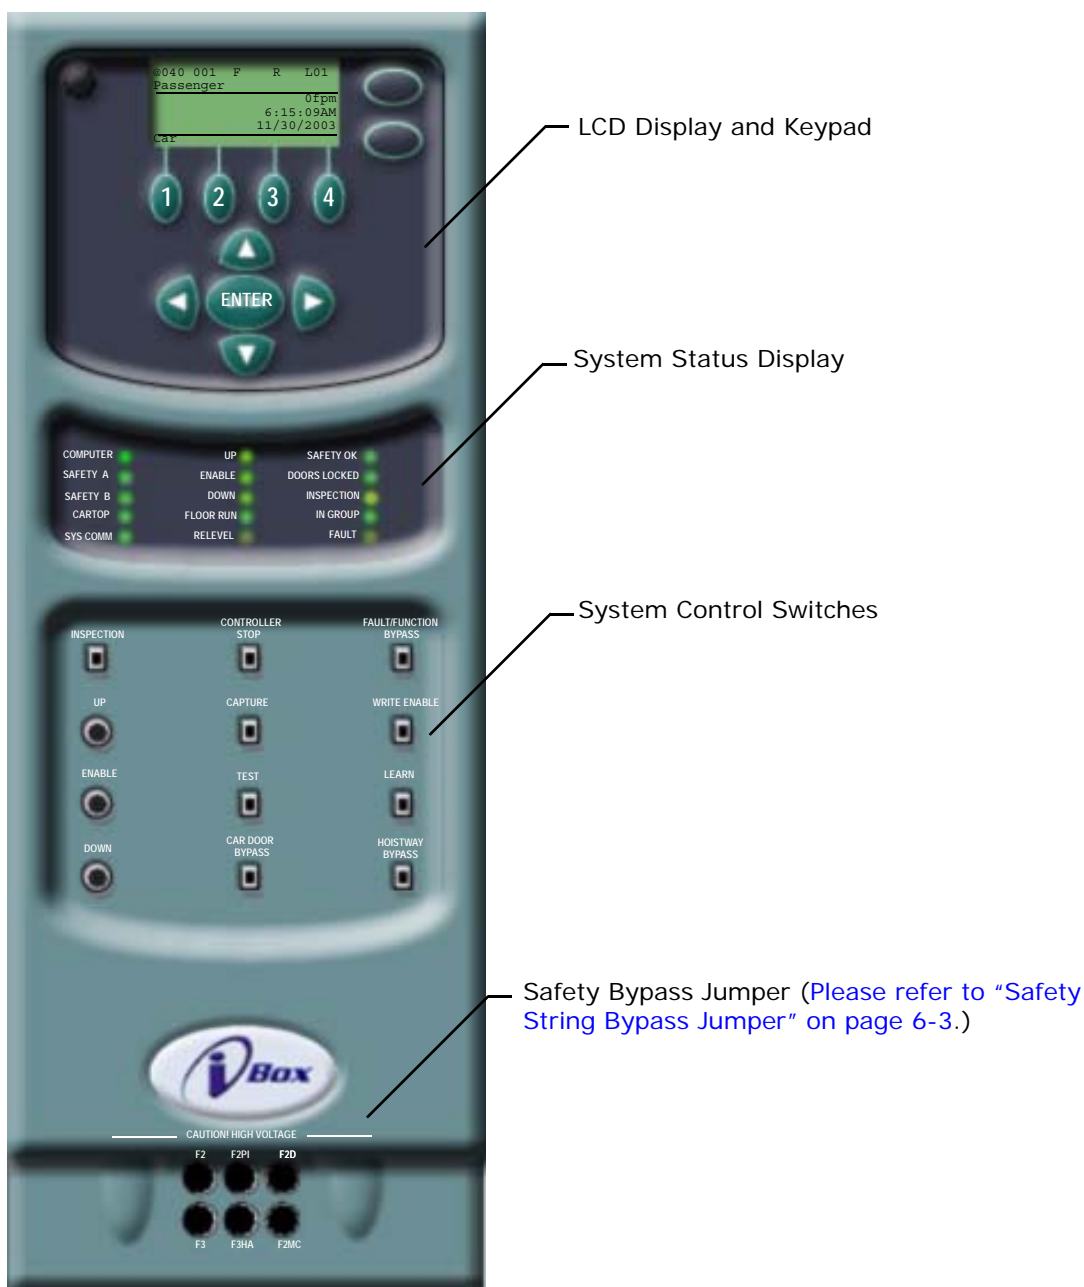 @040 001 F R L01
Passenger
0fpm
6:15:09AM
11/30/2003
Car
LCD Display and Keypad
1 2 3 4
ENTER
System Status Display
COMPUTER UP SAFETY OK
SAFETY A ENABLE DOORS LOCKED
SAFETY B DOWN INSPECTION
CARTOP FLOOR RUN IN GROUP
SYS COMM RELEVEL FAULT
System Control Switches
INSPECTION CONTROLLER STOP FAULT/FUNCTION BYPASS
UP CAPTURE WRITE ENABLE
ENABLE TEST LEARN
DOWN CAR DOOR BYPASS HOISTWAY BYPASS
Safety Bypass Jumper (Please refer to “Safety
String Bypass Jumper” on page 6-3.)
i Box
CAUTION! HIGH VOLTAGE
F2 F2PI F2D
F3 F3HA F2MC